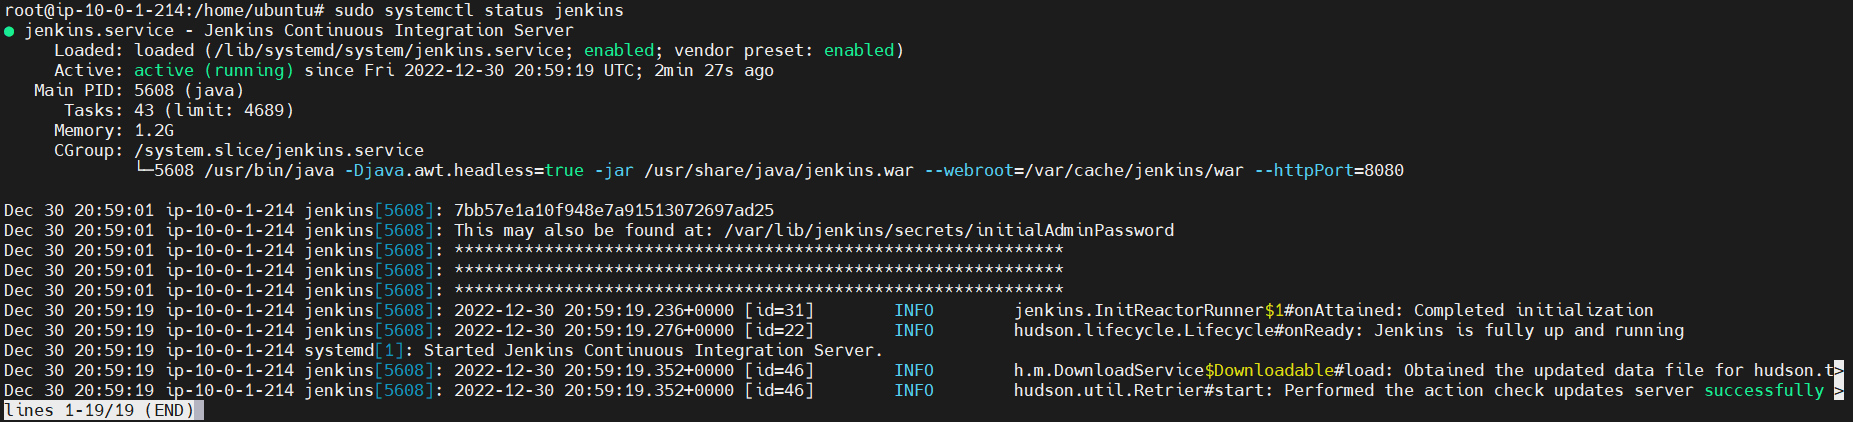 root@ip-10-0-1-214:/home/ubuntu# sudo systemctl status jenkins
● jenkins.service - Jenkins Continuous Integration Server
     Loaded: loaded (/lib/systemd/system/jenkins.service; enabled; vendor preset: enabled)
     Active: active (running) since Fri 2022-12-30 20:59:19 UTC; 2min 27s ago
   Main PID: 5608 (java)
      Tasks: 43 (limit: 4689)
     Memory: 1.2G
     CGroup: /system.slice/jenkins.service
             └─5608 /usr/bin/java -Djava.awt.headless=true -jar /usr/share/java/jenkins.war --webroot=/var/cache/jenkins/war --httpPort=8080
Dec 30 20:59:01 ip-10-0-1-214 jenkins[5608]: 7bb57e1a10f948e7a91513072697ad25
Dec 30 20:59:01 ip-10-0-1-214 jenkins[5608]: This may also be found at: /var/lib/jenkins/secrets/initialAdminPassword
Dec 30 20:59:01 ip-10-0-1-214 jenkins[5608]: *************************************************************
Dec 30 20:59:01 ip-10-0-1-214 jenkins[5608]: *************************************************************
Dec 30 20:59:01 ip-10-0-1-214 jenkins[5608]: *************************************************************
Dec 30 20:59:19 ip-10-0-1-214 jenkins[5608]: 2022-12-30 20:59:19.236+0000 [id=31]        INFO        jenkins.InitReactorRunner$1#onAttained: Completed initialization
Dec 30 20:59:19 ip-10-0-1-214 jenkins[5608]: 2022-12-30 20:59:19.276+0000 [id=22]        INFO        hudson.lifecycle.Lifecycle#onReady: Jenkins is fully up and running
Dec 30 20:59:19 ip-10-0-1-214 systemd[1]: Started Jenkins Continuous Integration Server.
Dec 30 20:59:19 ip-10-0-1-214 jenkins[5608]: 2022-12-30 20:59:19.352+0000 [id=46]        INFO        h.m.DownloadService$Downloadable#load: Obtained the updated data file for hudson.t>
Dec 30 20:59:19 ip-10-0-1-214 jenkins[5608]: 2022-12-30 20:59:19.352+0000 [id=46]        INFO        hudson.util.Retrier#start: Performed the action check updates server successfully >
lines 1-19/19 (END)